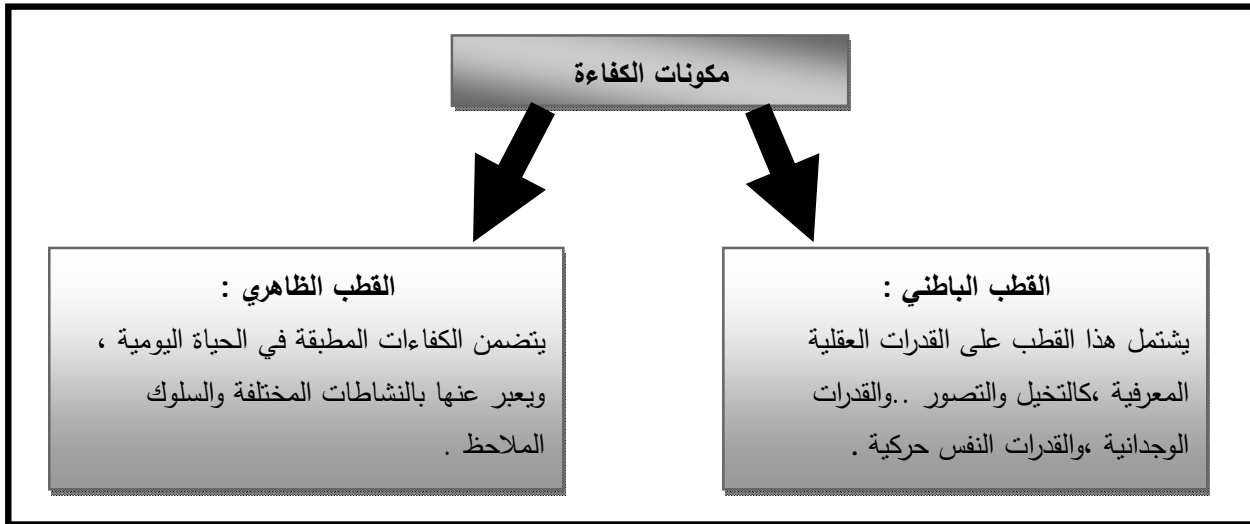 مكونات الكفاءة
القطب الباطني :
يشتمل هذا القطب على القدرات العقلية
المعرفية ،كالتخيل والتصور ..والقدرات
الوجدانية ،والقدرات النفس حركية .
القطب الظاهري :
يتضمن الكفاءات المطبقة في الحياة اليومية ،
ويعبر عنها بالنشاطات المختلفة والسلوك
الملاحظ .